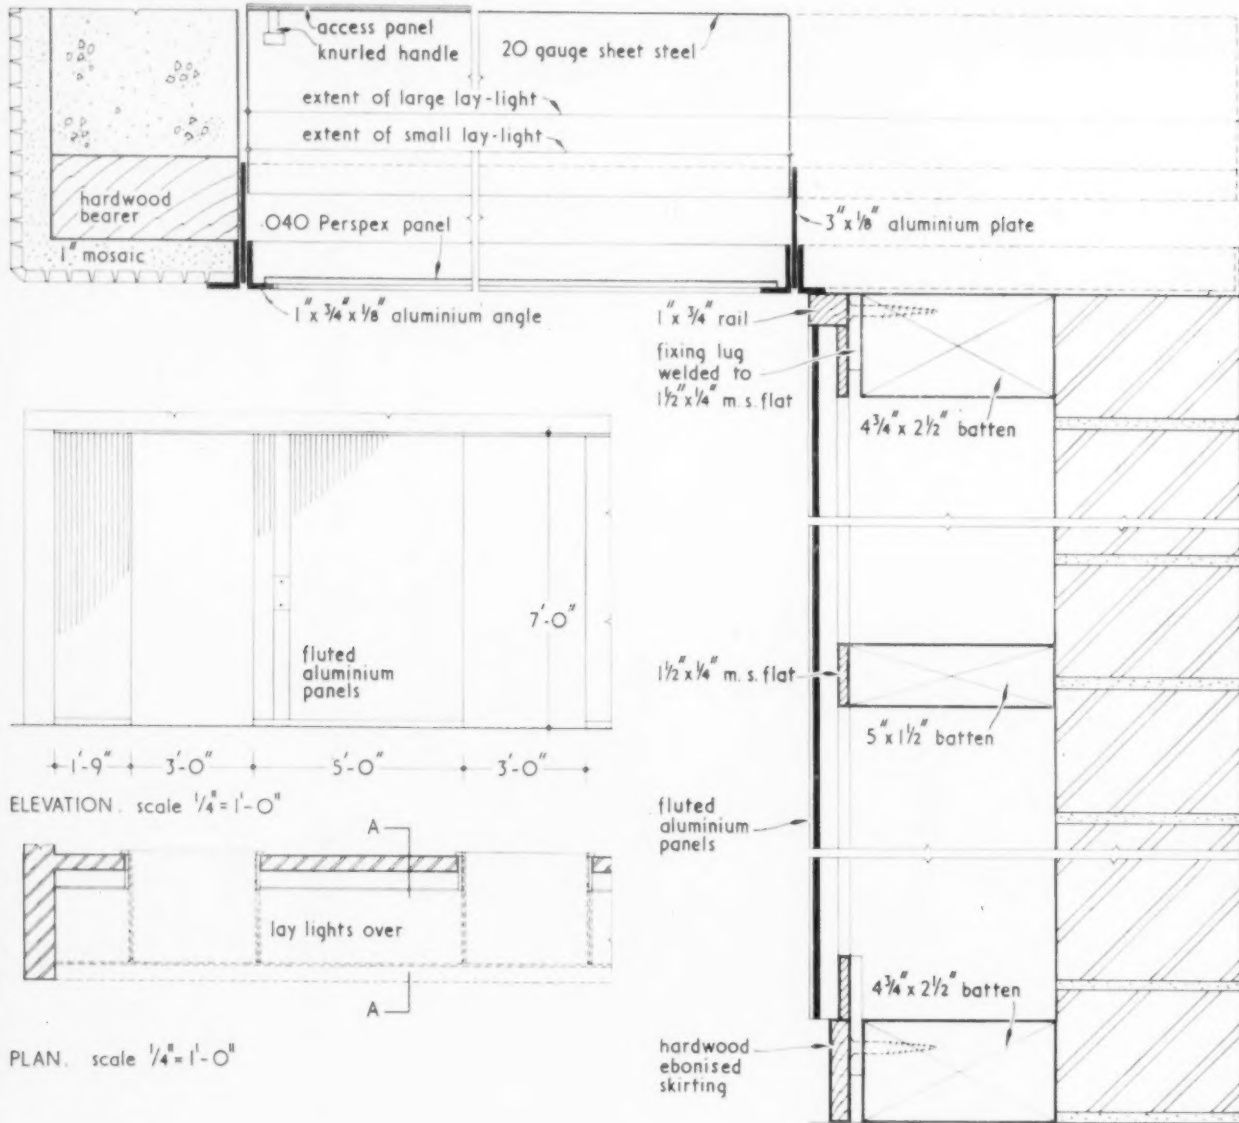 access panel
knurled handle
20 gauge sheet steel
extent of large lay-light
extent of small lay-light
hardwood
bearer
.040 Perspex panel
3" x 1/8" aluminium plate
1" mosaic
1" x 3/4" x 1/8" aluminium angle
1" x 3/4" rail
fixing lug
welded to
1 1/2" x 1/4" m.s. flat
4 3/4" x 2 1/2" batten
7'-0"
fluted
aluminium
panels
1 1/2" x 1/4" m.s. flat
5" x 1 1/2" batten
1'-9"
3'-0"
5'-0"
3'-0"
ELEVATION. scale 1/4" = 1'-0"
fluted
aluminium
panels
A
lay lights over
A
PLAN. scale 1/4" = 1'-0"
4 3/4" x 2 1/2" batten
hardwood
ebonised
skirting